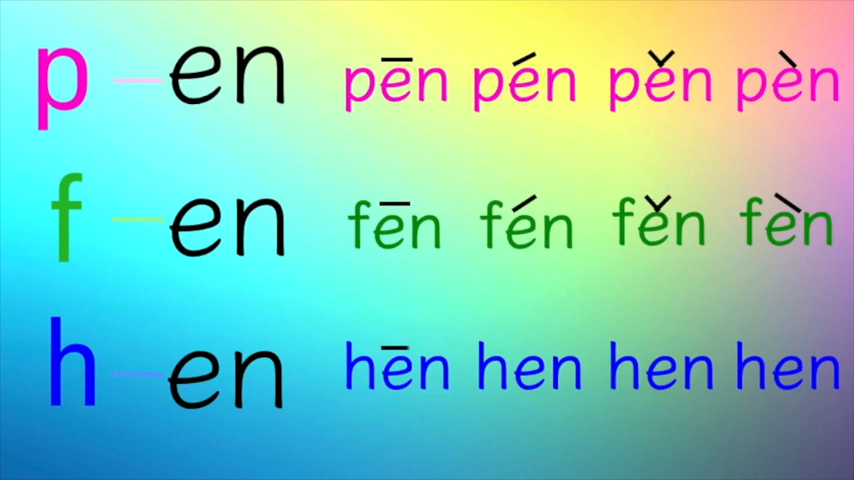 p — en pēn pén pěn pèn
f — en fēn fén fěn fèn
h — en hēn hen hen hen